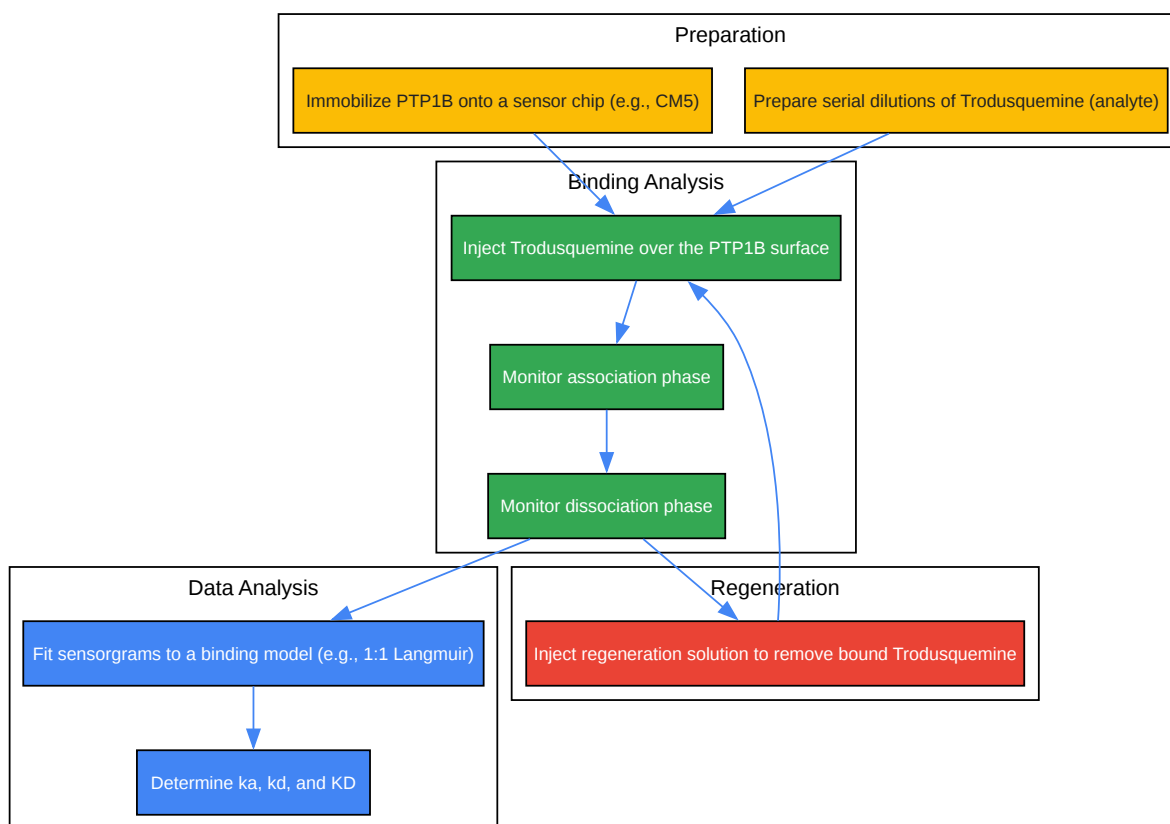 Preparation
Immobilize PTP1B onto a sensor chip (e.g., CM5)
Prepare serial dilutions of Trodusquemine (analyte)
Binding Analysis
Inject Trodusquemine over the PTP1B surface
Monitor association phase
Monitor dissociation phase
Data Analysis
Regeneration
Fit sensorgrams to a binding model (e.g., 1:1 Langmuir)
Inject regeneration solution to remove bound Trodusquemine
Determine ka, kd, and KD